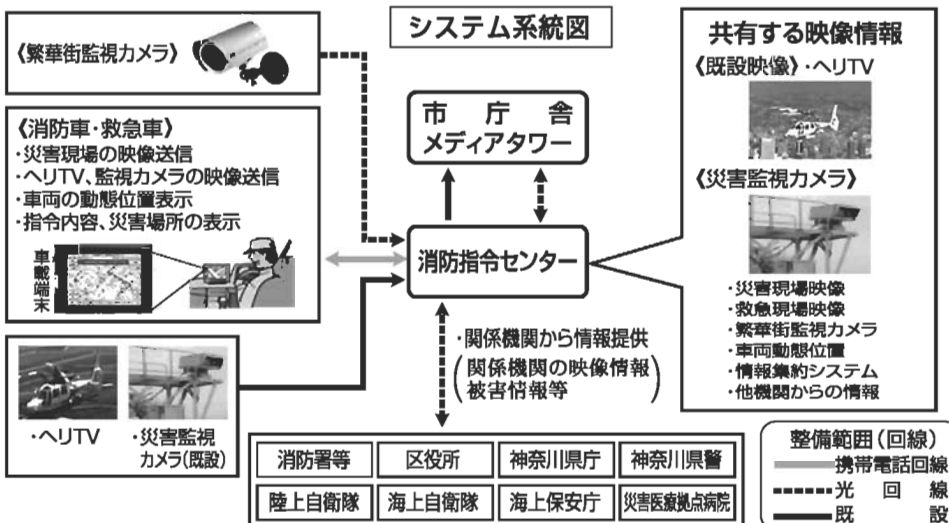 システム系統図
《繁華街監視カメラ》
《消防車・救急車》
・災害現場の映像送信
・ヘリTV、監視カメラの映像送信
・車両の動態位置表示
・指令内容、災害場所の表示
車載端末
・ヘリTV
・災害監視
カメラ(既設)
市庁舎
メディアタワー
消防指令センター
・関係機関から情報提供
(関係機関の映像情報
被害情報等)
消防署等
区役所
神奈川県庁
神奈川県警
陸上自衛隊
海上自衛隊
海上保安庁
災害医療拠点病院
共有する映像情報
《既設映像》・ヘリTV
《災害監視カメラ》
・災害現場映像
・救急現場映像
・繁華街監視カメラ
・車両動態位置
・情報集約システム
・他機関からの情報
整備範囲(回線)
携帯電話回線
光回線
既設